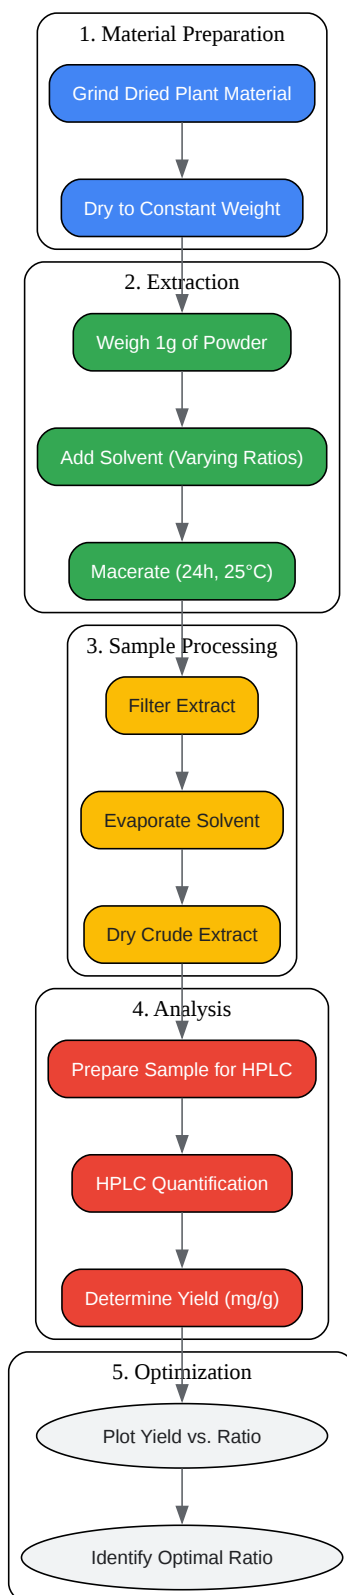 1. Material Preparation
Grind Dried Plant Material
Dry to Constant Weight
2. Extraction
Weigh 1g of Powder
Add Solvent (Varying Ratios)
Macerate (24h, 25°C)
3. Sample Processing
Filter Extract
Evaporate Solvent
Dry Crude Extract
4. Analysis
Prepare Sample for HPLC
HPLC Quantification
Determine Yield (mg/g)
5. Optimization
Plot Yield vs. Ratio
Identify Optimal Ratio